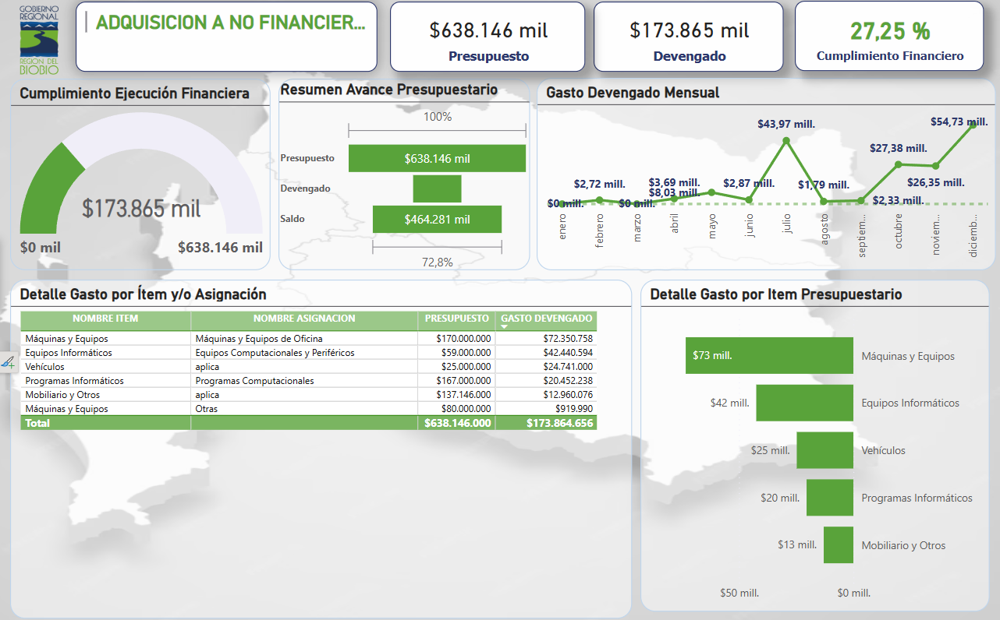 GOBIERNO
REGIONAL
REGIÓN DEL
BIOBIO
ADQUISICION A NO FINANCIER...
$638.146 mil
Presupuesto
$173.865 mil
Devengado
27,25 %
Cumplimiento Financiero
Cumplimiento Ejecución Financiera
$173.865 mil
$0 mil
$638.146 mil
Resumen Avance Presupuestario
100%
Presupuesto
$638.146 mil
Devengado
Saldo
$464.281 mil
72,8%
Gasto Devengado Mensual
$0 mill.
$2,72 mill.
$0 mill.
$3,69 mill.
$8,03 mill.
$2,87 mill.
$43,97 mill.
$1,79 mill.
$2,33 mill.
$27,38 mill.
$26,35 mill.
$54,73 mill.
enero
febrero
marzo
abril
mayo
junio
julio
agosto
septiem...
octubre
noviem...
diciemb...
Detalle Gasto por Ítem y/o Asignación
NOMBRE ITEM NOMBRE ASIGNACION PRESUPUESTO GASTO DEVENGADO
Máquinas y Equipos Máquinas y Equipos de Oficina $170.000.000 $72.350.758
Equipos Informáticos Equipos Computacionales y Periféricos $59.000.000 $42.440.594
Vehículos aplica $25.000.000 $24.741.000
Programas Informáticos Programas Computacionales $167.000.000 $20.452.238
Mobiliario y Otros aplica $137.146.000 $12.960.076
Máquinas y Equipos Otras $80.000.000 $919.990
Total $638.146.000 $173.864.656
Detalle Gasto por Item Presupuestario
$73 mill. Máquinas y Equipos
$42 mill. Equipos Informáticos
$25 mill. Vehículos
$20 mill. Programas Informáticos
$13 mill. Mobiliario y Otros
$50 mill. $0 mill.